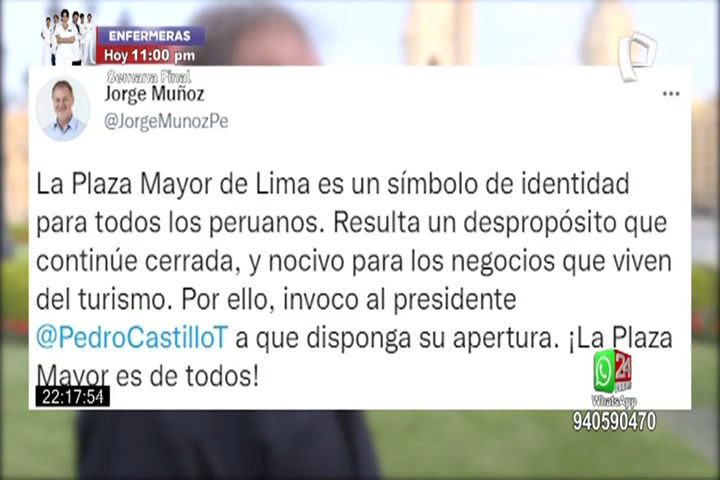 ENFERMERAS
Hoy 11:00 pm
Semana Final
Jorge Muñoz
@JorgeMunozPe
La Plaza Mayor de Lima es un símbolo de identidad
para todos los peruanos. Resulta un despropósito que
continúe cerrada, y nocivo para los negocios que viven
del turismo. Por ello, invoco al presidente
@PedroCastilloT a que disponga su apertura. ¡La Plaza
Mayor es de todos!
22:17:54
24
WhatsApp
940590470